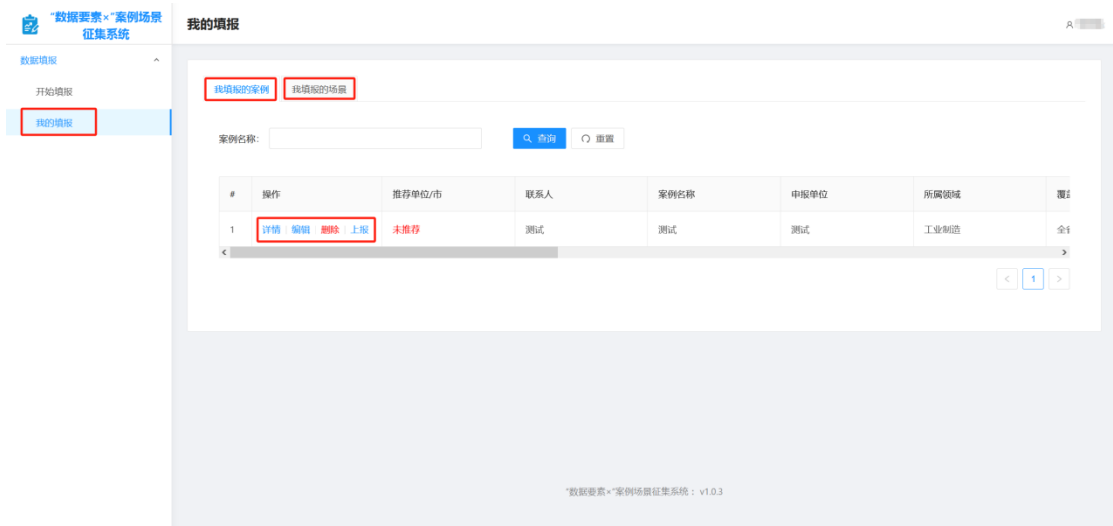 "数据要素×"案例场景
征集系统
我的填报
数据填报
开始填报
我的填报
我填报的案例 我填报的场景
案例名称:
查询 重置
# 操作 推荐单位/市 联系人 案例名称 申报单位 所属领域
1 详情 编辑 删除 上报 未推荐 测试 测试 测试 工业制造
1
"数据要素×"案例场景征集系统： v1.0.3